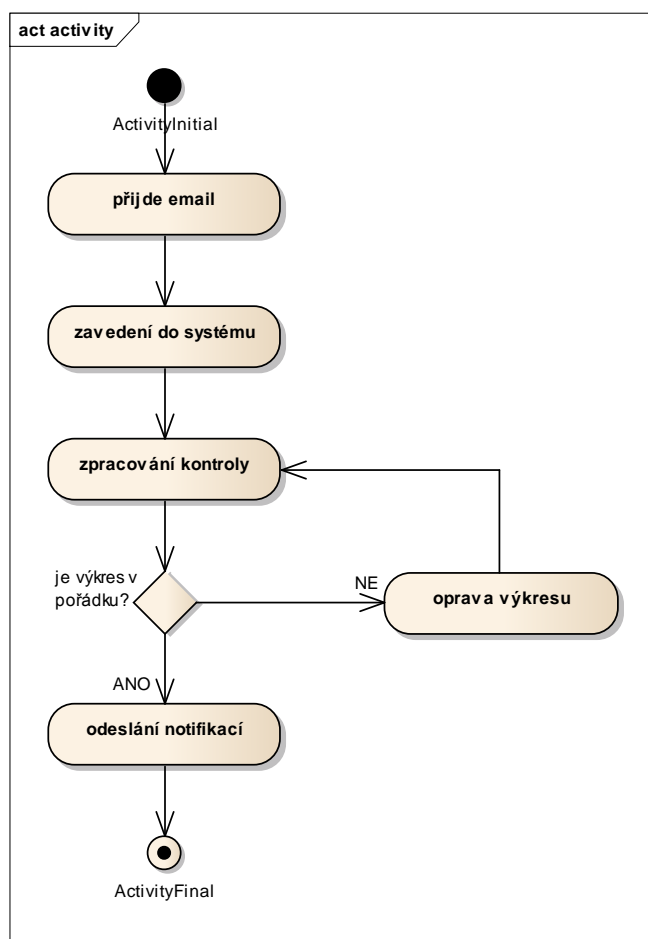 act activity
ActivityInitial
přijde email
zavedení do systému
zpracování kontroly
je výkres v
pořádku?
NE
oprava výkresu
ANO
odeslání notifikací
ActivityFinal